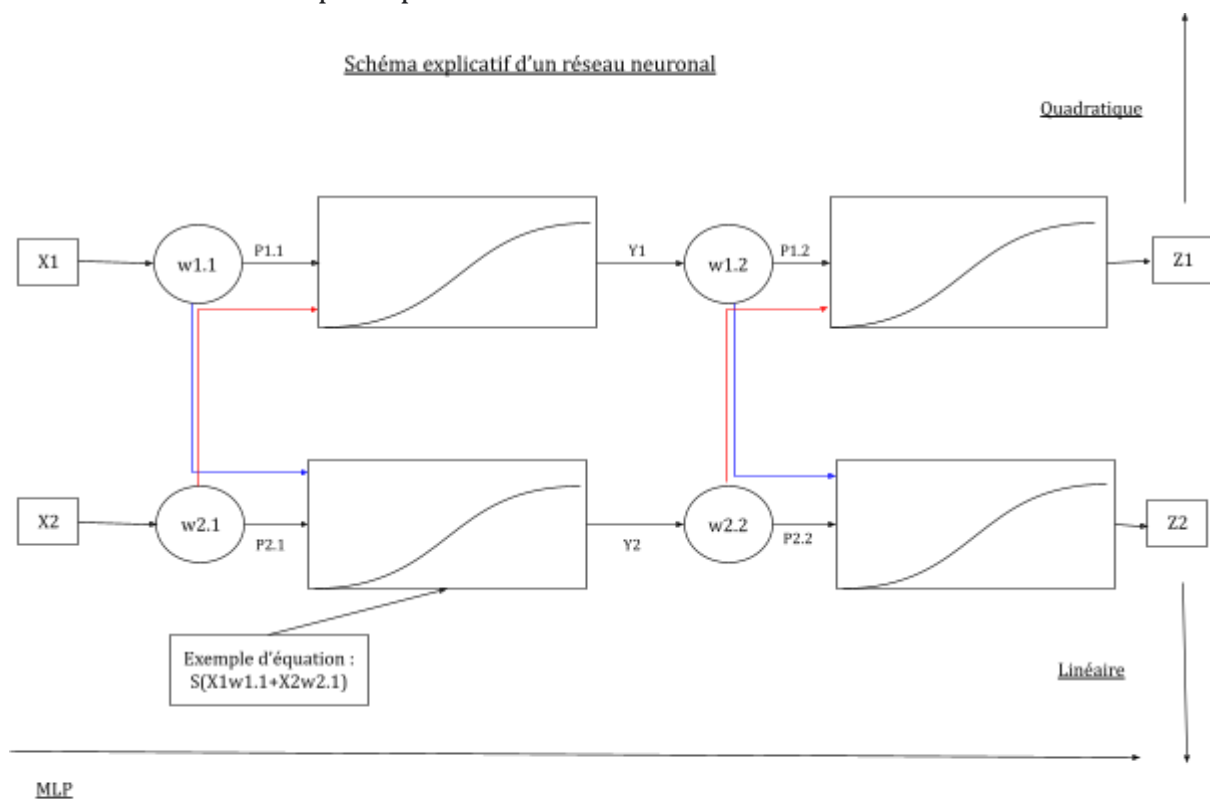 Schéma explicatif d'un réseau neuronal
Quadratique
X1
w1.1
P1.1
Y1
w1.2
P1.2
Z1
X2
w2.1
P2.1
Y2
w2.2
P2.2
Z2
Exemple d'équation :
S(X1w1.1+X2w2.1)
Linéaire
MLP